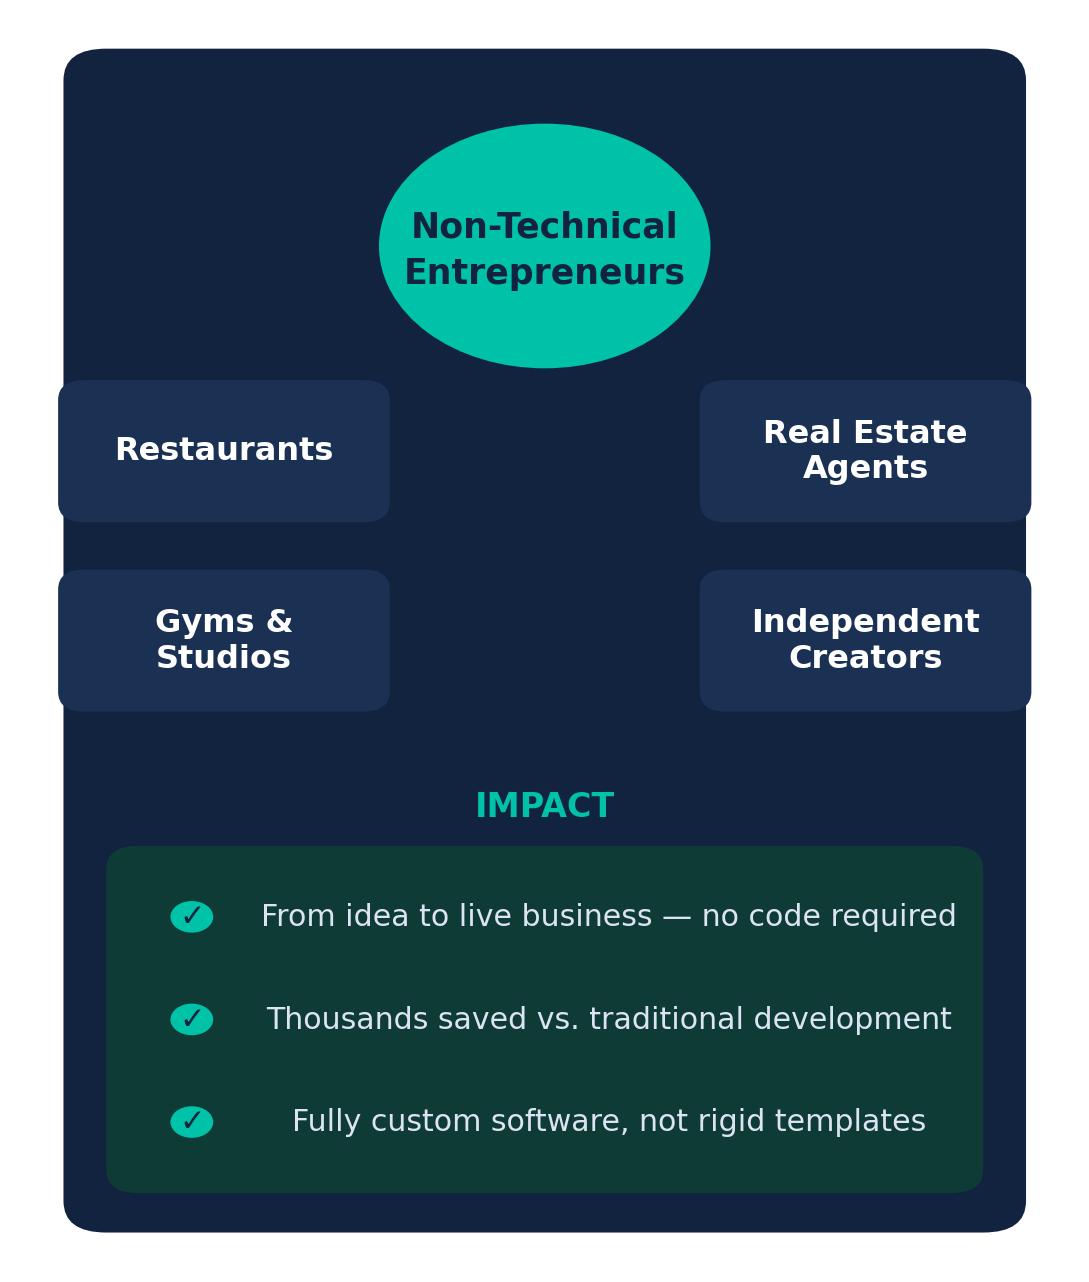 Non-Technical
Entrepreneurs
Restaurants
Real Estate
Agents
Gyms &
Studios
Independent
Creators
IMPACT
✓ From idea to live business — no code required
✓ Thousands saved vs. traditional development
✓ Fully custom software, not rigid templates